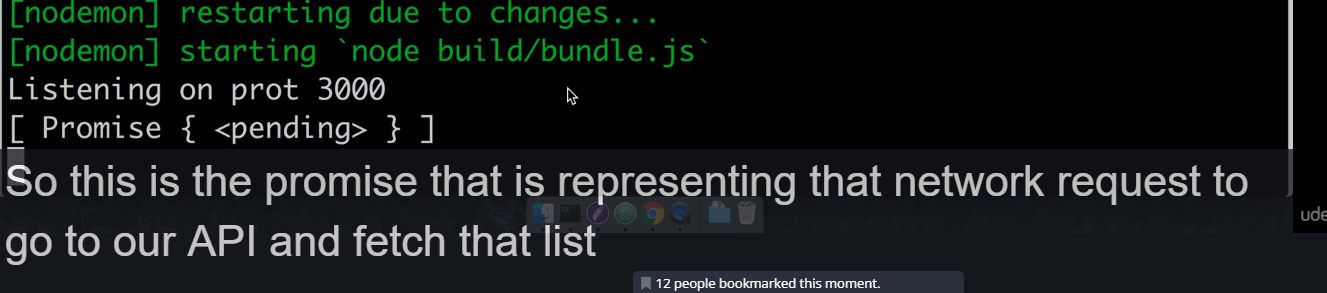 [nodemon] restarting due to changes...
[nodemon] starting `node build/bundle.js`
Listening on prot 3000
[ Promise { <pending> } ]
So this is the promise that is representing that network request to
go to our API and fetch that list
ude
12 people bookmarked this moment.